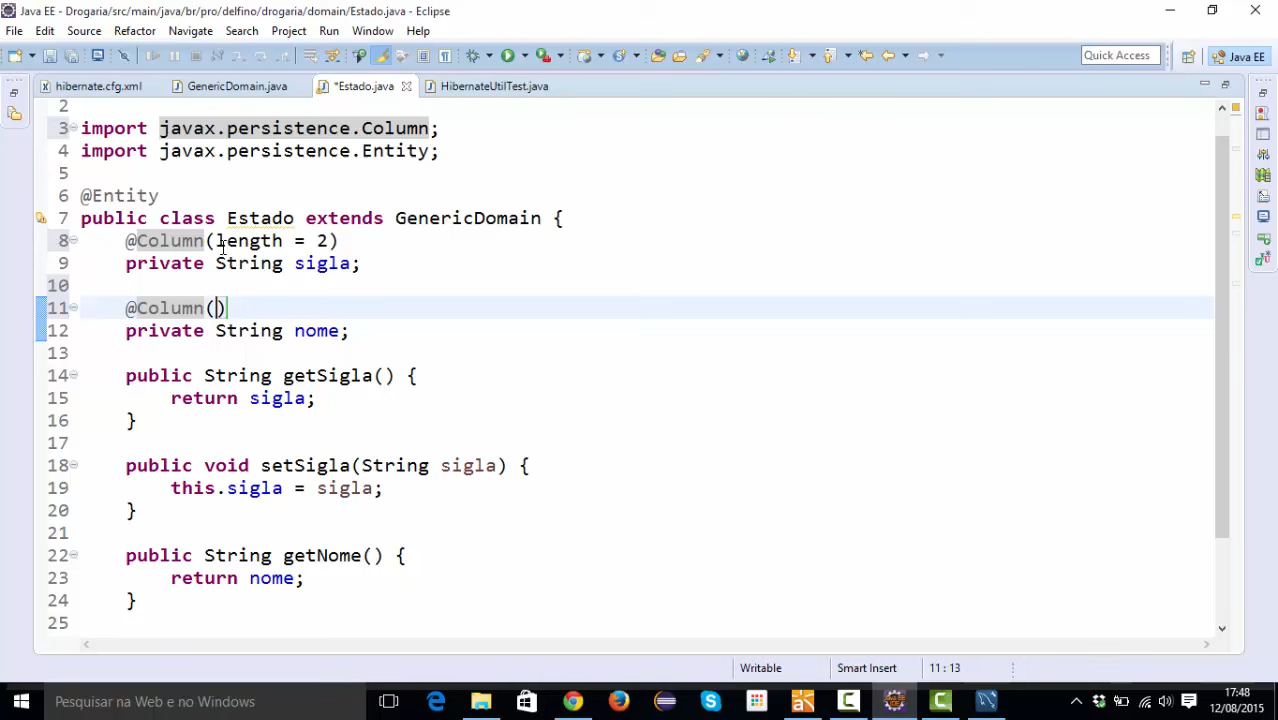 Java EE - Drogaria/src/main/java/br/pro/delfino/drogaria/domain/Estado.java - Eclipse
File Edit Source Refactor Navigate Search Project Run Window Help
Quick Access
Java EE
hibernate.cfg.xml
GenericDomain.java
*Estado.java
HibernateUtilTest.java
2
3 import javax.persistence.Column;
4 import javax.persistence.Entity;
5
6 @Entity
7 public class Estado extends GenericDomain {
8 @Column(length = 2)
9 private String sigla;
10
11 @Column()
12 private String nome;
13
14 public String getSigla() {
15 return sigla;
16 }
17
18 public void setSigla(String sigla) {
19 this.sigla = sigla;
20 }
21
22 public String getNome() {
23 return nome;
24 }
25
Writable
Smart Insert
11 : 13
Pesquisar na Web e no Windows
17:48
12/08/2015